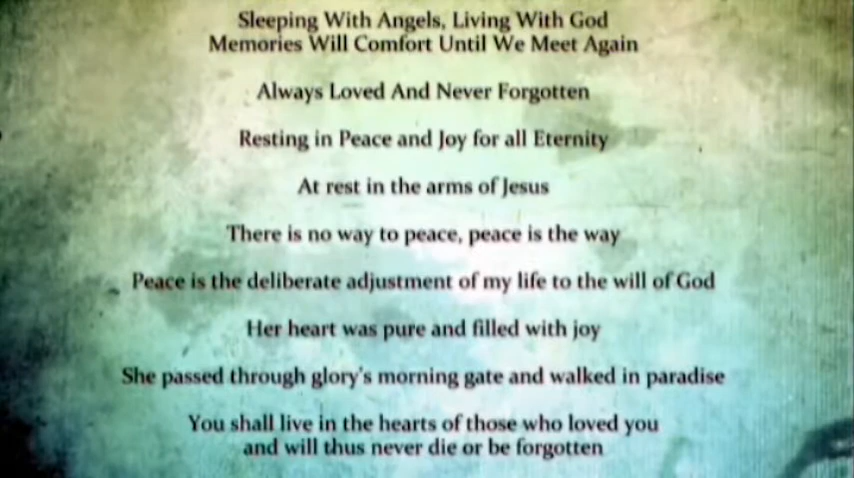 Sleeping With Angels, Living With God
Memories Will Comfort Until We Meet Again
Always Loved And Never Forgotten
Resting in Peace and Joy for all Eternity
At rest in the arms of Jesus
There is no way to peace, peace is the way
Peace is the deliberate adjustment of my life to the will of God
Her heart was pure and filled with joy
She passed through glory's morning gate and walked in paradise
You shall live in the hearts of those who loved you
and will thus never die or be forgotten